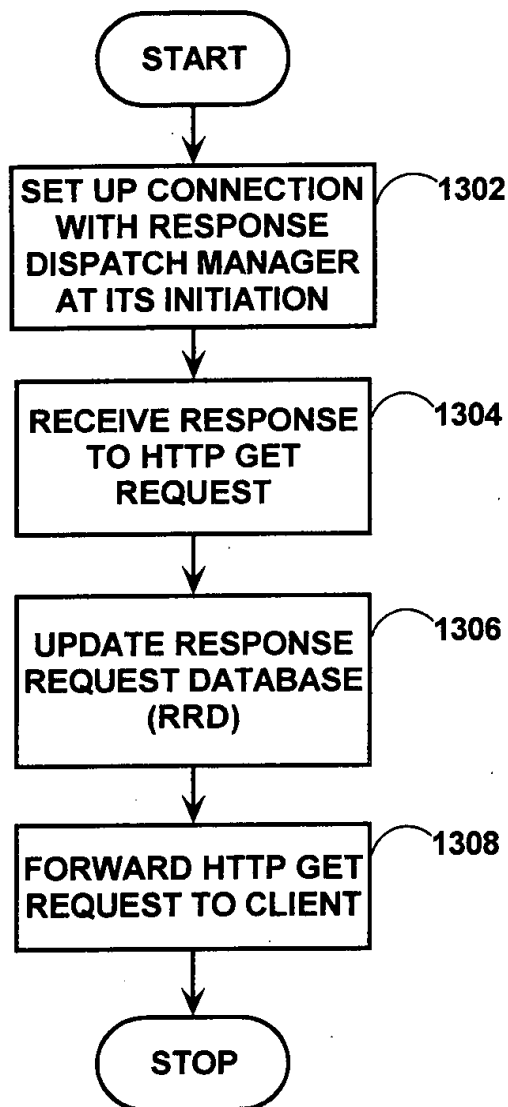 START
SET UP CONNECTION
WITH RESPONSE
DISPATCH MANAGER
AT ITS INITIATION
1302
RECEIVE RESPONSE
TO HTTP GET
REQUEST
1304
UPDATE RESPONSE
REQUEST DATABASE
(RRD)
1306
FORWARD HTTP GET
REQUEST TO CLIENT
1308
STOP